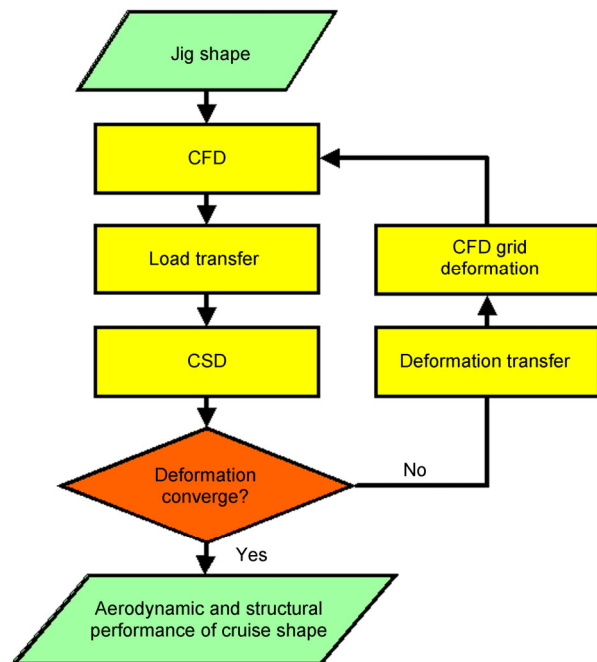 Jig shape
CFD
Load transfer
CFD grid
deformation
CSD
Deformation transfer
Deformation
converge?
No
Yes
Aerodynamic and structural
performance of cruise shape